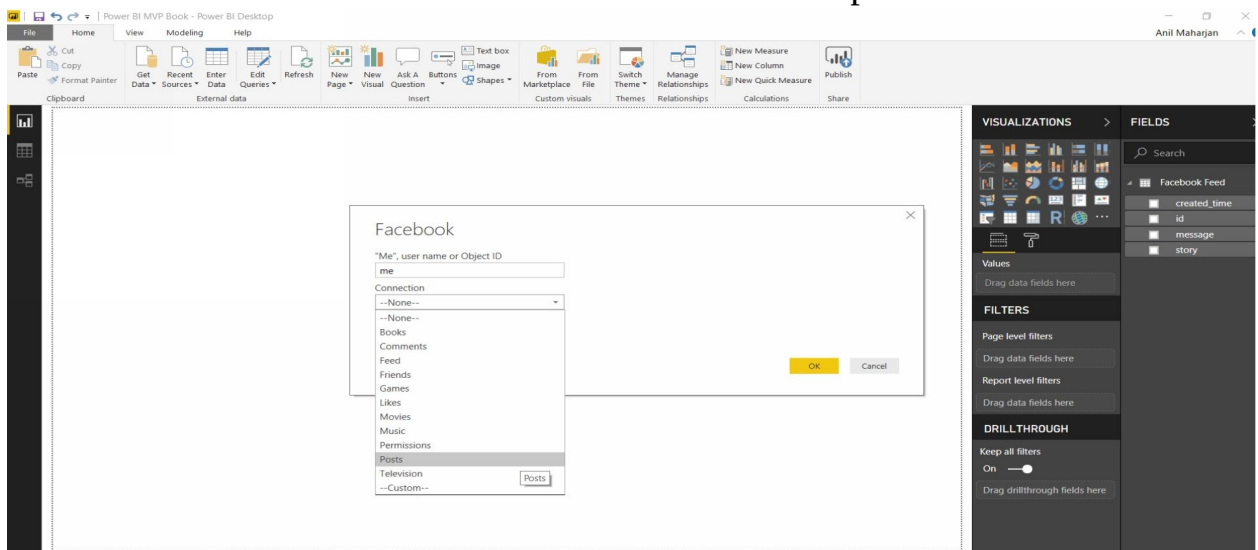 Power BI MVP Book - Power BI Desktop
Anil Maharjan
File Home View Modeling Help
Paste
Cut
Copy
Format Painter
Clipboard
Get Data
Recent Sources
Enter Data
Edit Queries
External data
Refresh
New Page
New Visual
Ask A Question
Buttons
Text box
Image
Shapes
Insert
From Marketplace
From File
Custom visuals
Switch Theme
Themes
Manage Relationships
Relationships
New Measure
New Column
New Quick Measure
Calculations
Publish
Share
Facebook
"Me", user name or Object ID
me
Connection
--None--
--None--
Books
Comments
Feed
Friends
Games
Likes
Movies
Music
Permissions
Posts
Television
--Custom--
Posts
OK
Cancel
VISUALIZATIONS
R
Values
Drag data fields here
FILTERS
Page level filters
Drag data fields here
Report level filters
Drag data fields here
DRILLTHROUGH
Keep all filters
On
Drag drillthrough fields here
FIELDS
Search
Facebook Feed
created_time
id
message
story